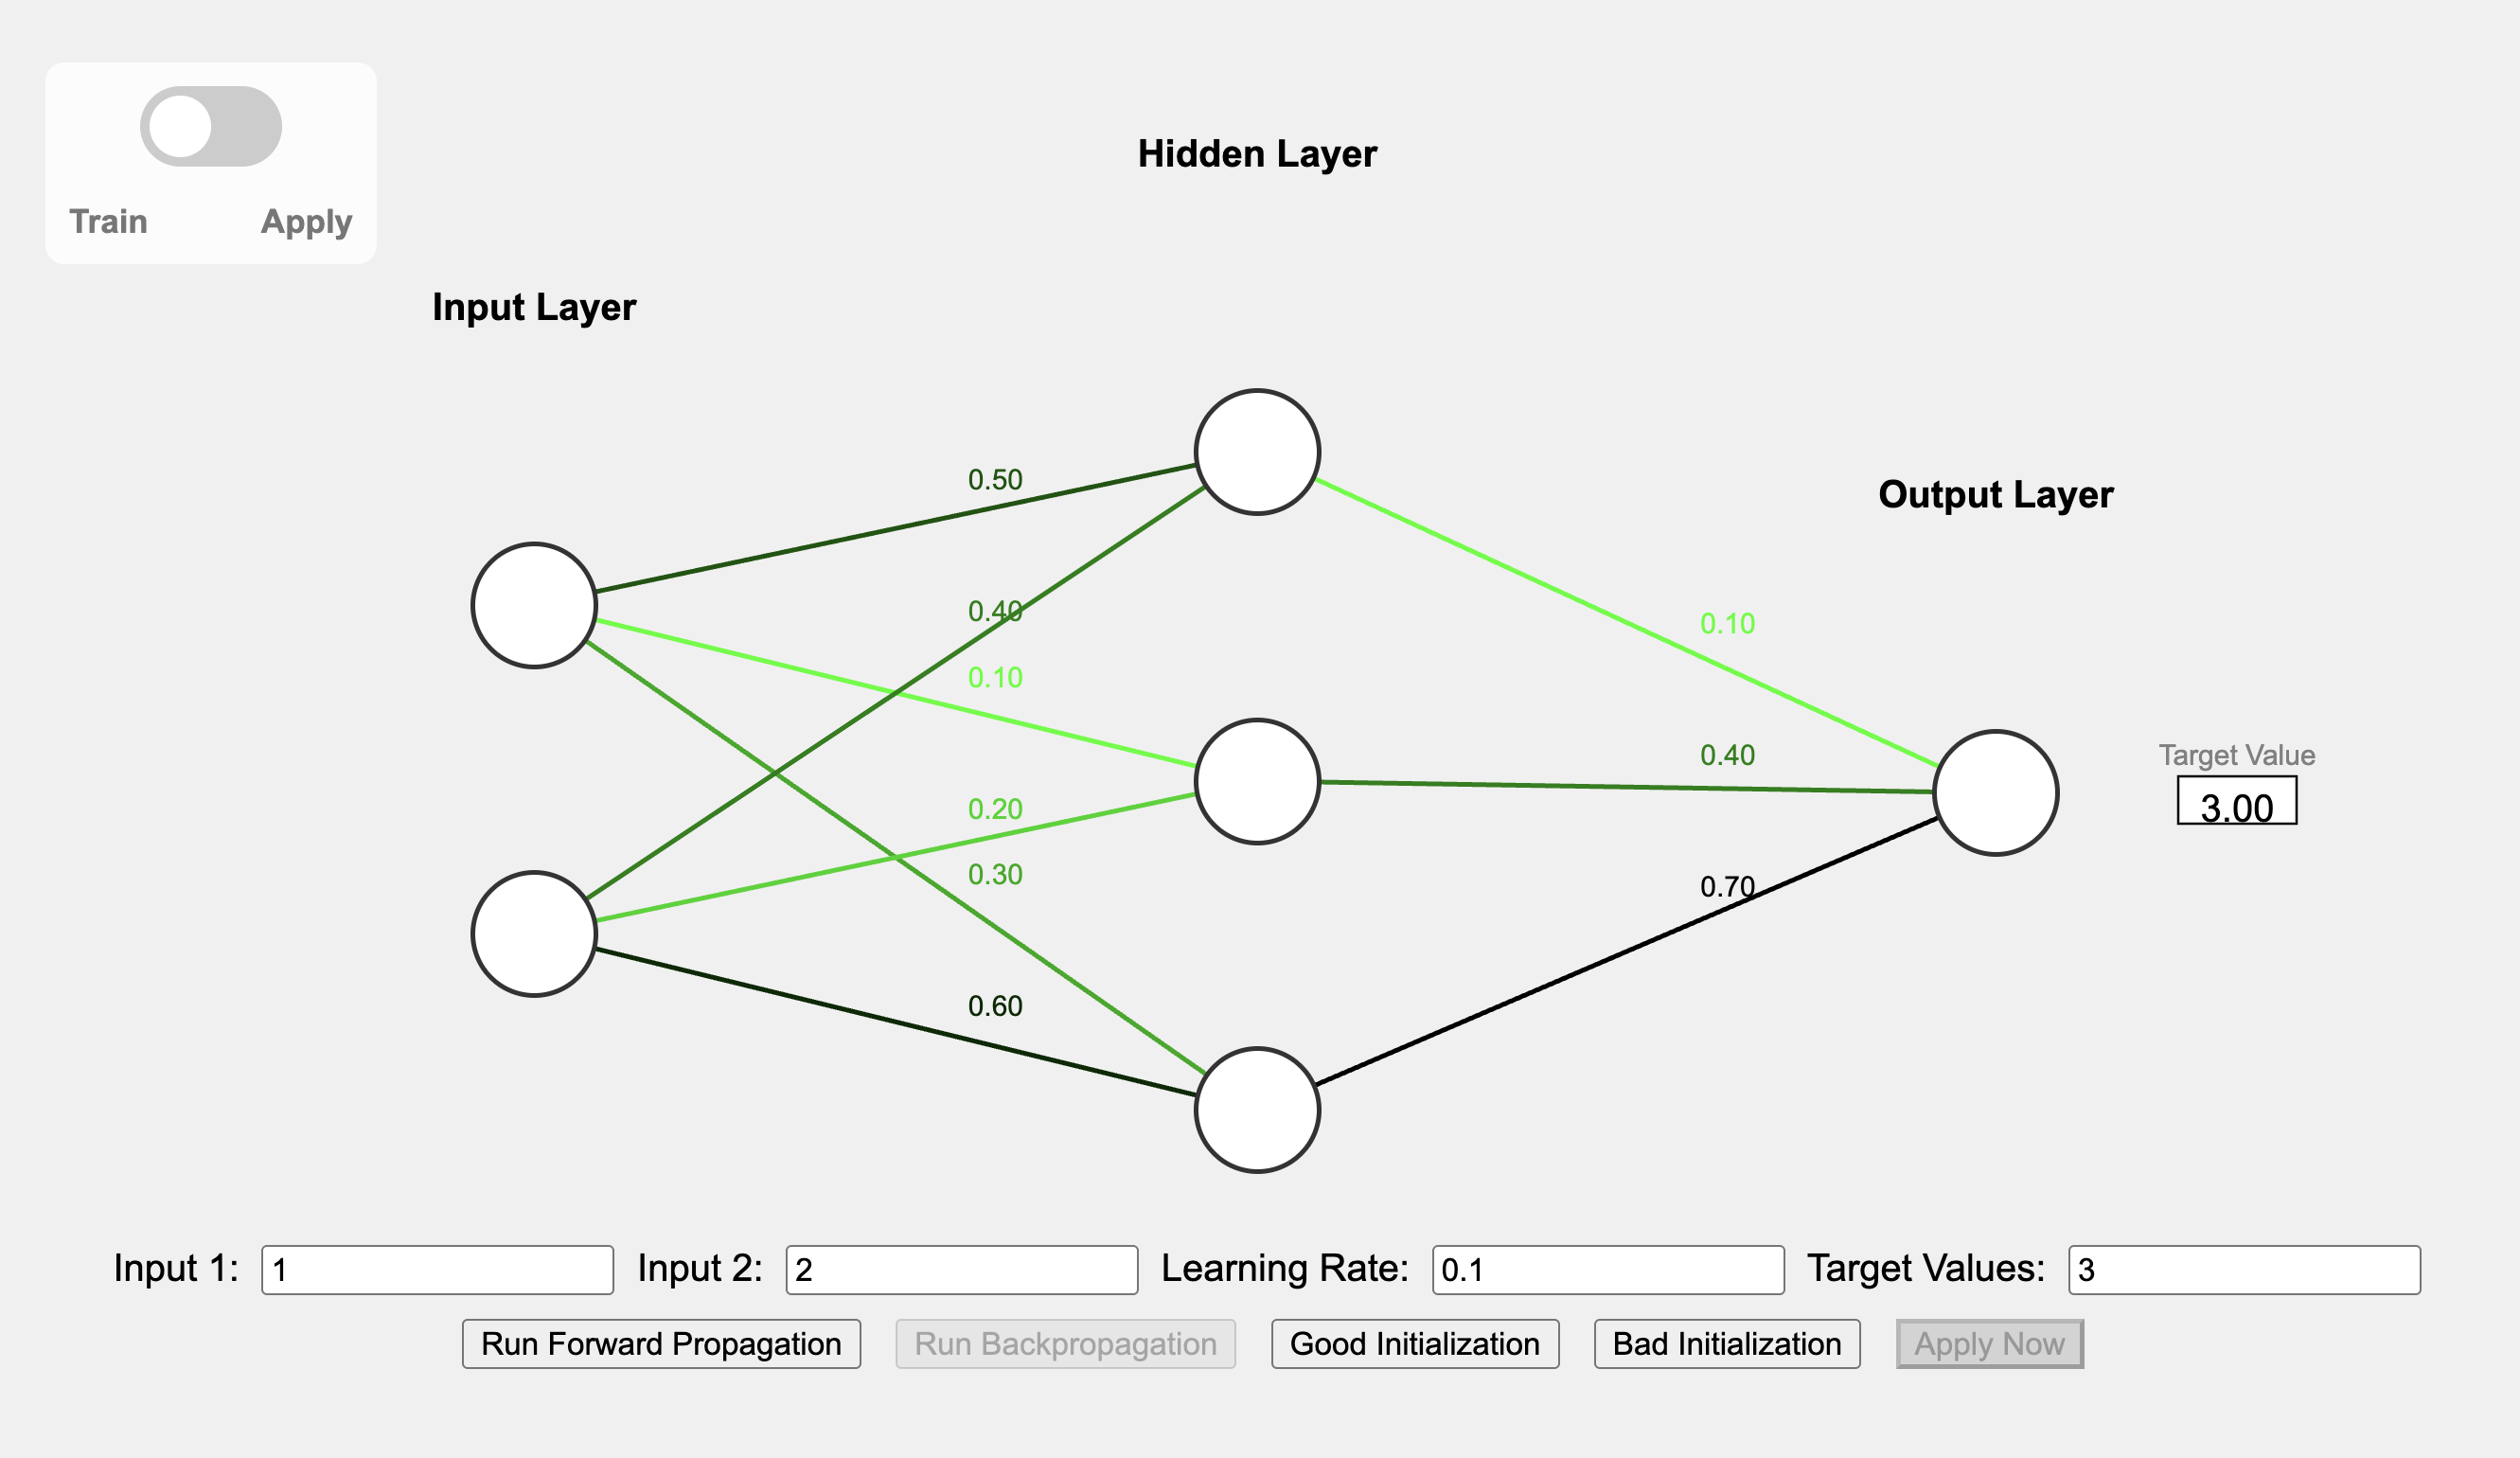 Train Apply
Hidden Layer
Input Layer
Output Layer
0.50
0.40
0.10
0.20
0.30
0.60
0.10
0.40
0.70
Target Value
3.00
Input 1: 1 Input 2: 2 Learning Rate: 0.1 Target Values: 3
Run Forward Propagation Run Backpropagation Good Initialization Bad Initialization Apply Now